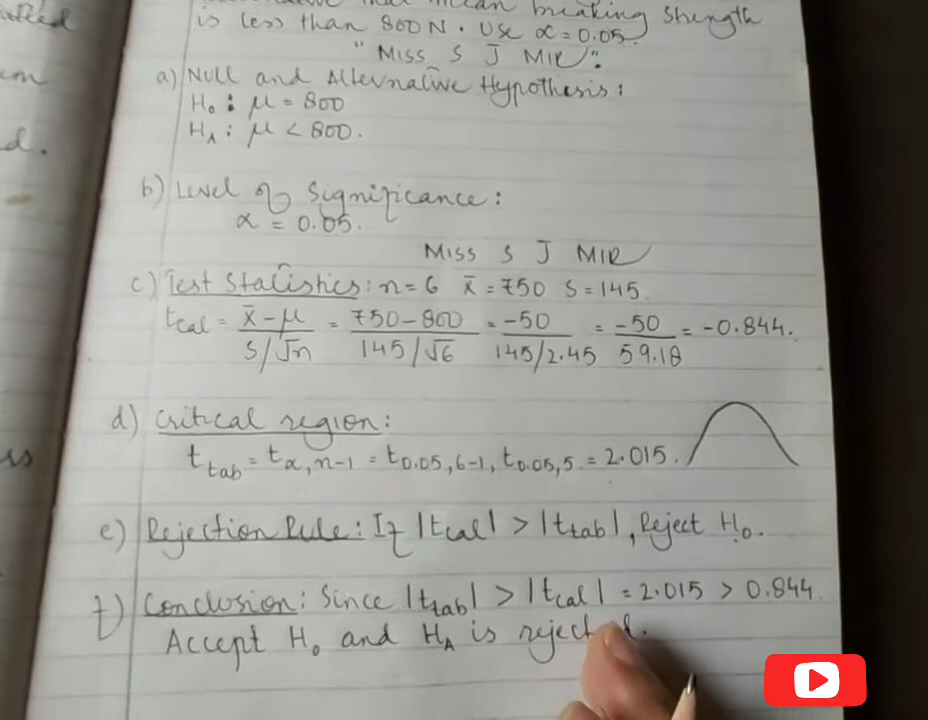 mean breaking strength
is less than 800 N. Use α = 0.05.
"Miss S J MIR".
a) Null and Alternative Hypothesis:
H₀ : μ = 800
H_A : μ < 800.
d.
b) Level of Significance:
α = 0.05.
Miss S J MIR
c) Test Statistics: n = 6 x̄ = 750 S = 145.
t_cal = x̄ - μ / S/√n = 750 - 800 / 145/√6 = -50 / 145/2.45 = -50 / 59.18 = -0.844.
d) Critical region:
t_tab = t_α, n-1 = t_0.05, 6-1, t_0.05, 5 = 2.015.
e) Rejection Rule: If |t_cal| > |t_tab|, Reject H₀.
f) Conclusion: Since |t_tab| > |t_cal| = 2.015 > 0.844.
Accept H₀ and H_A is rejected.